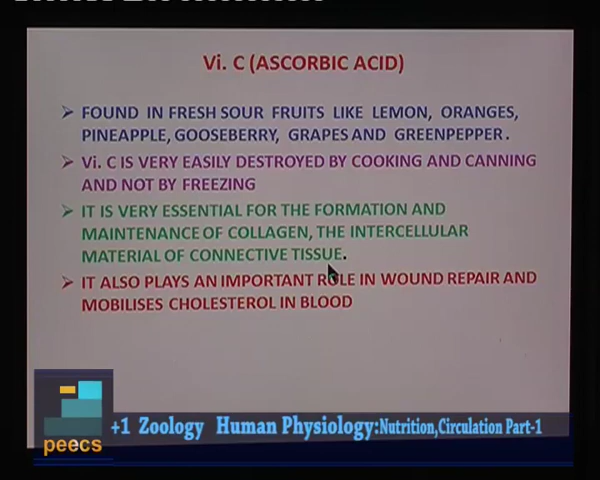 Vi. C (ASCORBIC ACID)
➢ FOUND IN FRESH SOUR FRUITS LIKE LEMON, ORANGES,
PINEAPPLE, GOOSEBERRY, GRAPES AND GREENPEPPER.
➢ Vi. C IS VERY EASILY DESTROYED BY COOKING AND CANNING
AND NOT BY FREEZING
➢ IT IS VERY ESSENTIAL FOR THE FORMATION AND
MAINTENANCE OF COLLAGEN, THE INTERCELLULAR
MATERIAL OF CONNECTIVE TISSUE.
➢ IT ALSO PLAYS AN IMPORTANT ROLE IN WOUND REPAIR AND
MOBILISES CHOLESTEROL IN BLOOD
+1 Zoology Human Physiology:Nutrition,Circulation Part-1
peecs